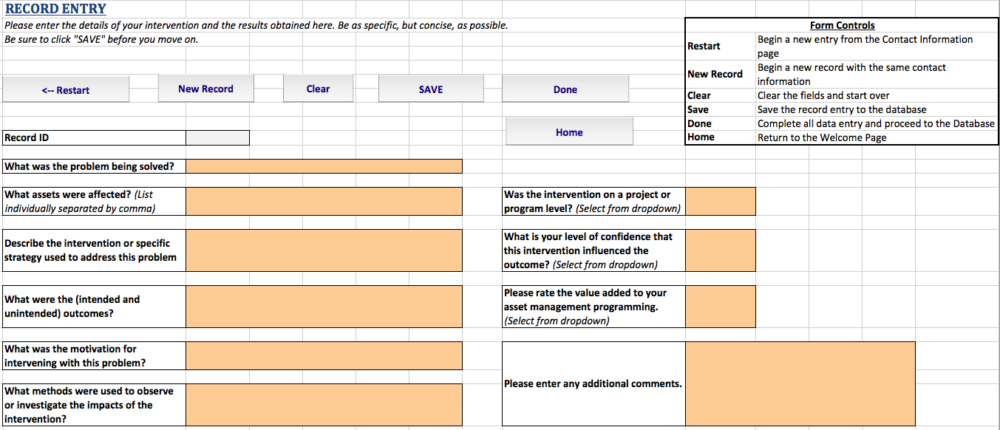 RECORD ENTRY
Please enter the details of your intervention and the results obtained here. Be as specific, but concise, as possible.
Be sure to click "SAVE" before you move on.
Form Controls
Restart
Begin a new entry from the Contact Information
page
New Record
Begin a new record with the same contact
information
Clear
Clear the fields and start over
Save
Save the record entry to the database
Done
Complete all data entry and proceed to the Database
Home
Return to the Welcome Page
<-- Restart
New Record
Clear
SAVE
Done
Home
Record ID
What was the problem being solved?
What assets were affected? (List
individually separated by comma)
Was the intervention on a project or
program level? (Select from dropdown)
Describe the intervention or specific
strategy used to address this problem
What is your level of confidence that
this intervention influenced the
outcome? (Select from dropdown)
What were the (intended and
unintended) outcomes?
Please rate the value added to your
asset management programming.
(Select from dropdown)
What was the motivation for
intervening with this problem?
What methods were used to observe
or investigate the impacts of the
intervention?
Please enter any additional comments.